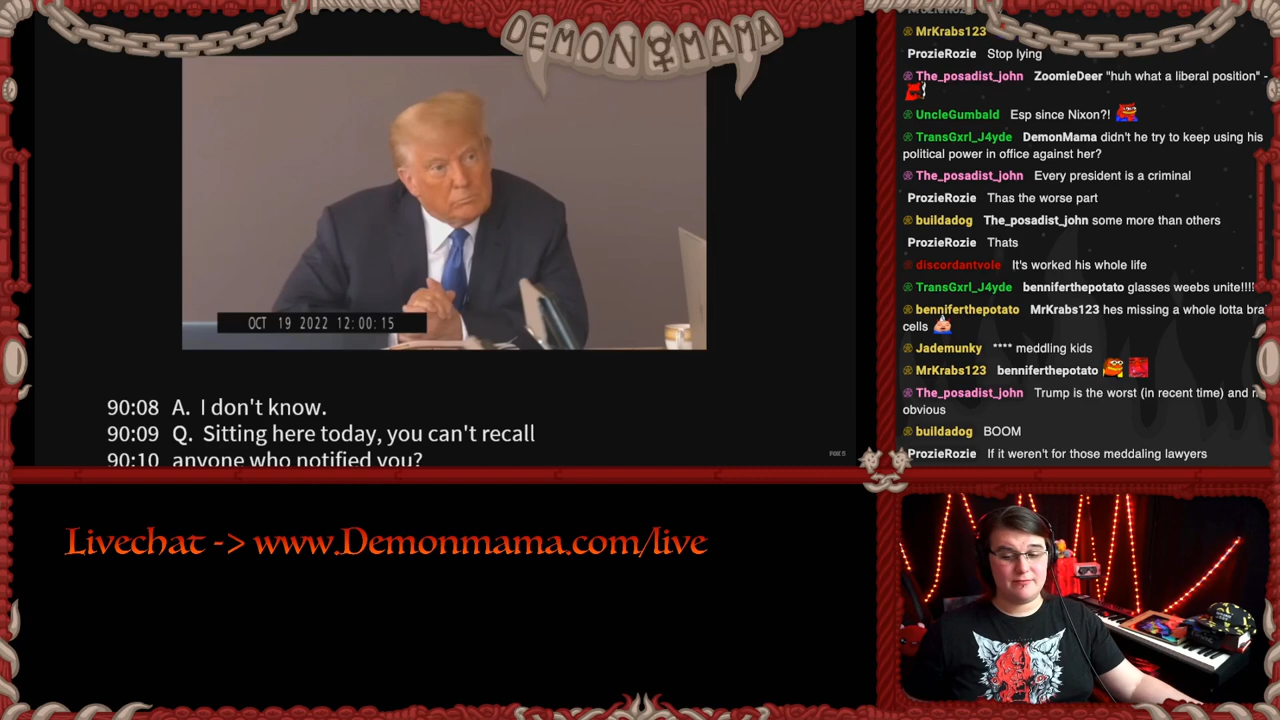 DEMON MAMA
OCT 19 2022 12:00:15
90:08 A. I don't know.
90:09 Q. Sitting here today, you can't recall
90:10 anyone who notified you?
FOX 5
Livechat -> www.Demonmama.com/live
ProzieRozie
MrKrabs123
ProzieRozie Stop lying
The_posadist_john ZoomieDeer "huh what a liberal position" -
UncleGumbald Esp since Nixon?!
TransGxrl_J4yde DemonMama didn't he try to keep using his
political power in office against her?
The_posadist_john Every president is a criminal
ProzieRozie Thas the worse part
buildadog The_posadist_john some more than others
ProzieRozie Thats
discordantvole It's worked his whole life
TransGxrl_J4yde benniferthepotato glasses weebs unite!!!!
benniferthepotato MrKrabs123 hes missing a whole lotta bra
cells
Jademunky **** meddling kids
MrKrabs123 benniferthepotato
The_posadist_john Trump is the worst (in recent time) and
obvious
buildadog BOOM
ProzieRozie If it weren't for those meddaling lawyers